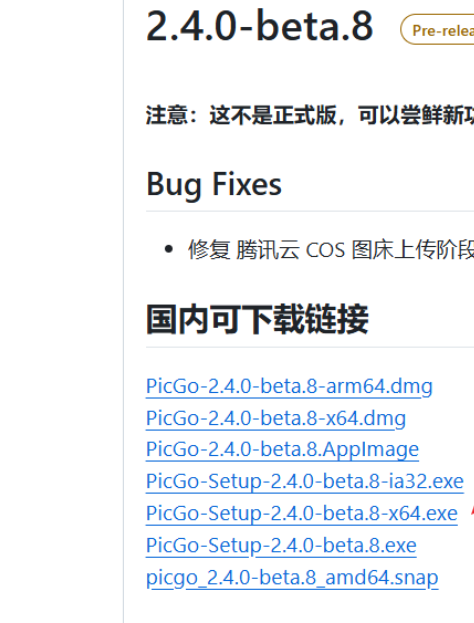 2.4.0-beta.8
Pre-relea
注意：这不是正式版，可以尝鲜新功
Bug Fixes
修复 腾讯云 COS 图床上传阶段
国内可下载链接
PicGo-2.4.0-beta.8-arm64.dmg
PicGo-2.4.0-beta.8-x64.dmg
PicGo-2.4.0-beta.8.AppImage
PicGo-Setup-2.4.0-beta.8-ia32.exe
PicGo-Setup-2.4.0-beta.8-x64.exe
PicGo-Setup-2.4.0-beta.8.exe
picgo_2.4.0-beta.8_amd64.snap